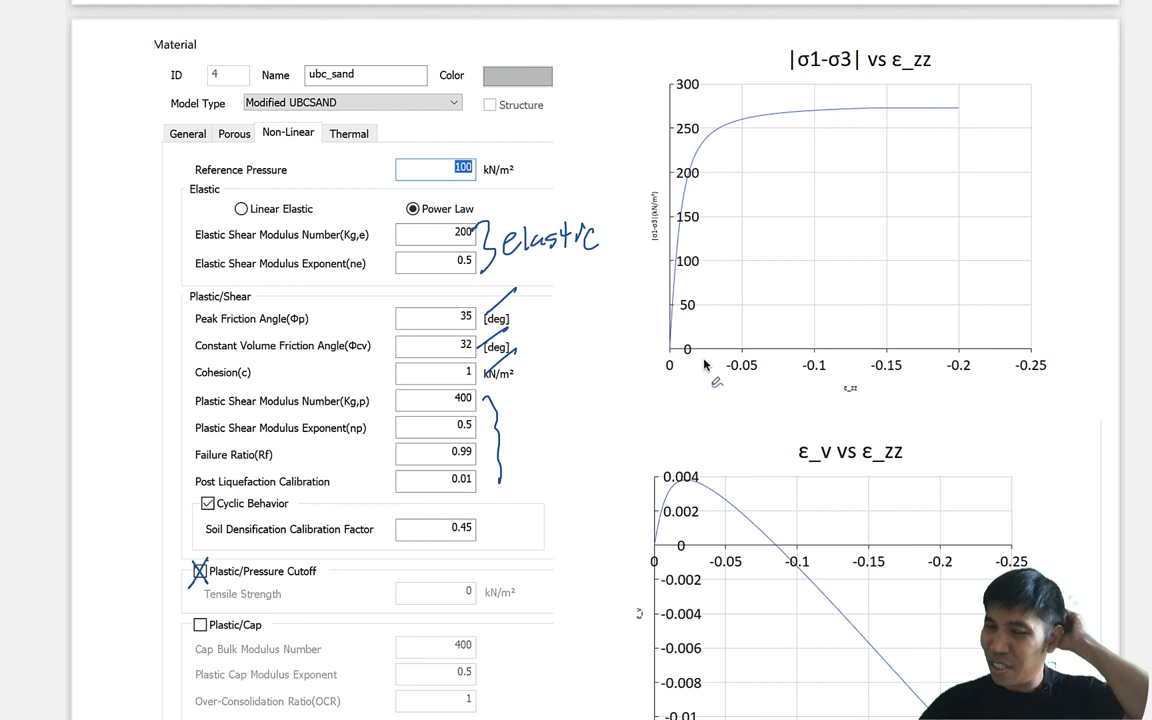 Material
ID 4 Name ubc_sand Color
Model Type Modified UBCSAND Structure
General Porous Non-Linear Thermal
Reference Pressure 100 kN/m²
Elastic
Linear Elastic Power Law
Elastic Shear Modulus Number(Kg,e) 200
Elastic Shear Modulus Exponent(ne) 0.5
elastic
Plastic/Shear
Peak Friction Angle(Φp) 35 [deg]
Constant Volume Friction Angle(Φcv) 32 [deg]
Cohesion(c) 1 kN/m²
Plastic Shear Modulus Number(Kg,p) 400
Plastic Shear Modulus Exponent(np) 0.5
Failure Ratio(Rf) 0.99
Post Liquefaction Calibration 0.01
Cyclic Behavior
Soil Densification Calibration Factor 0.45
Plastic/Pressure Cutoff
Tensile Strength 0 kN/m²
Plastic/Cap
Cap Bulk Modulus Number 400
Plastic Cap Modulus Exponent 0.5
Over-Consolidation Ratio(OCR) 1
|σ1-σ3| vs ε_zz
300
250
200
150
100
50
0
|σ1-σ3|(kN/m²)
0 -0.05 -0.1 -0.15 -0.2 -0.25
ε_zz
ε_v vs ε_zz
0.004
0.002
0
0 -0.05 -0.1 -0.15 -0.2 -0.25
-0.002
-0.004
-0.006
-0.008
-0.01
ε_v